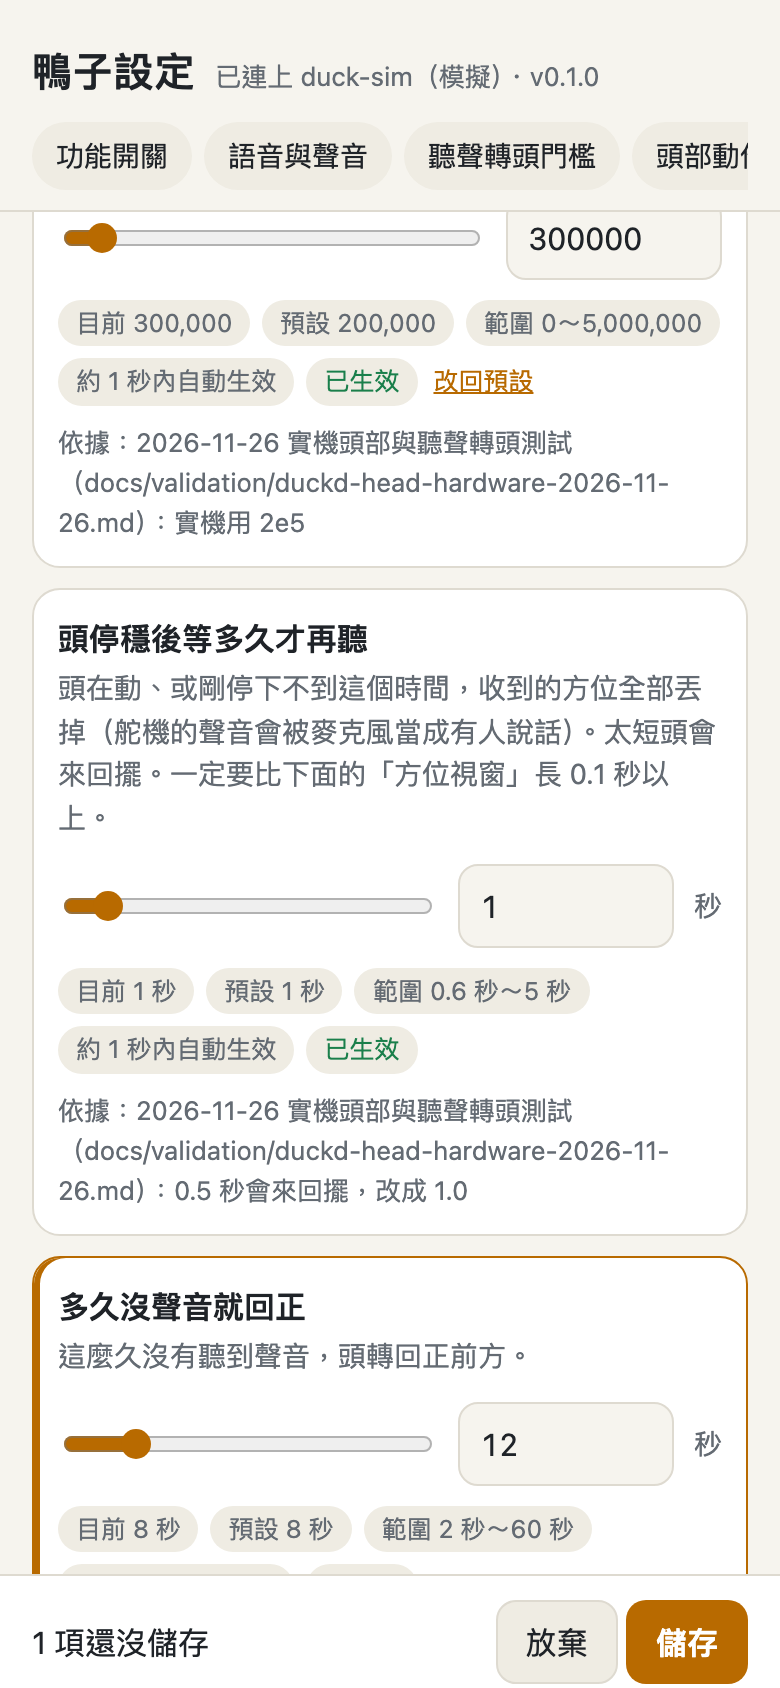 鴨子設定 已連上 duck-sim（模擬）· v0.1.0
功能開關 語音與聲音 聽聲轉頭門檻 頭部動
300000
目前 300,000 預設 200,000 範圍 0～5,000,000
約 1 秒內自動生效 已生效 改回預設
依據：2026-11-26 實機頭部與聽聲轉頭測試
（docs/validation/duckd-head-hardware-2026-11-
26.md）：實機用 2e5
頭停穩後等多久才再聽
頭在動、或剛停下不到這個時間，收到的方位全部丟
掉（舵機的聲音會被麥克風當成有人說話）。太短頭會
來回擺。一定要比下面的「方位視窗」長 0.1 秒以
上。
1 秒
目前 1 秒 預設 1 秒 範圍 0.6 秒～5 秒
約 1 秒內自動生效 已生效
依據：2026-11-26 實機頭部與聽聲轉頭測試
（docs/validation/duckd-head-hardware-2026-11-
26.md）：0.5 秒會來回擺，改成 1.0
多久沒聲音就回正
這麼久沒有聽到聲音，頭轉回正前方。
12 秒
目前 8 秒 預設 8 秒 範圍 2 秒～60 秒
1 項還沒儲存 放棄 儲存